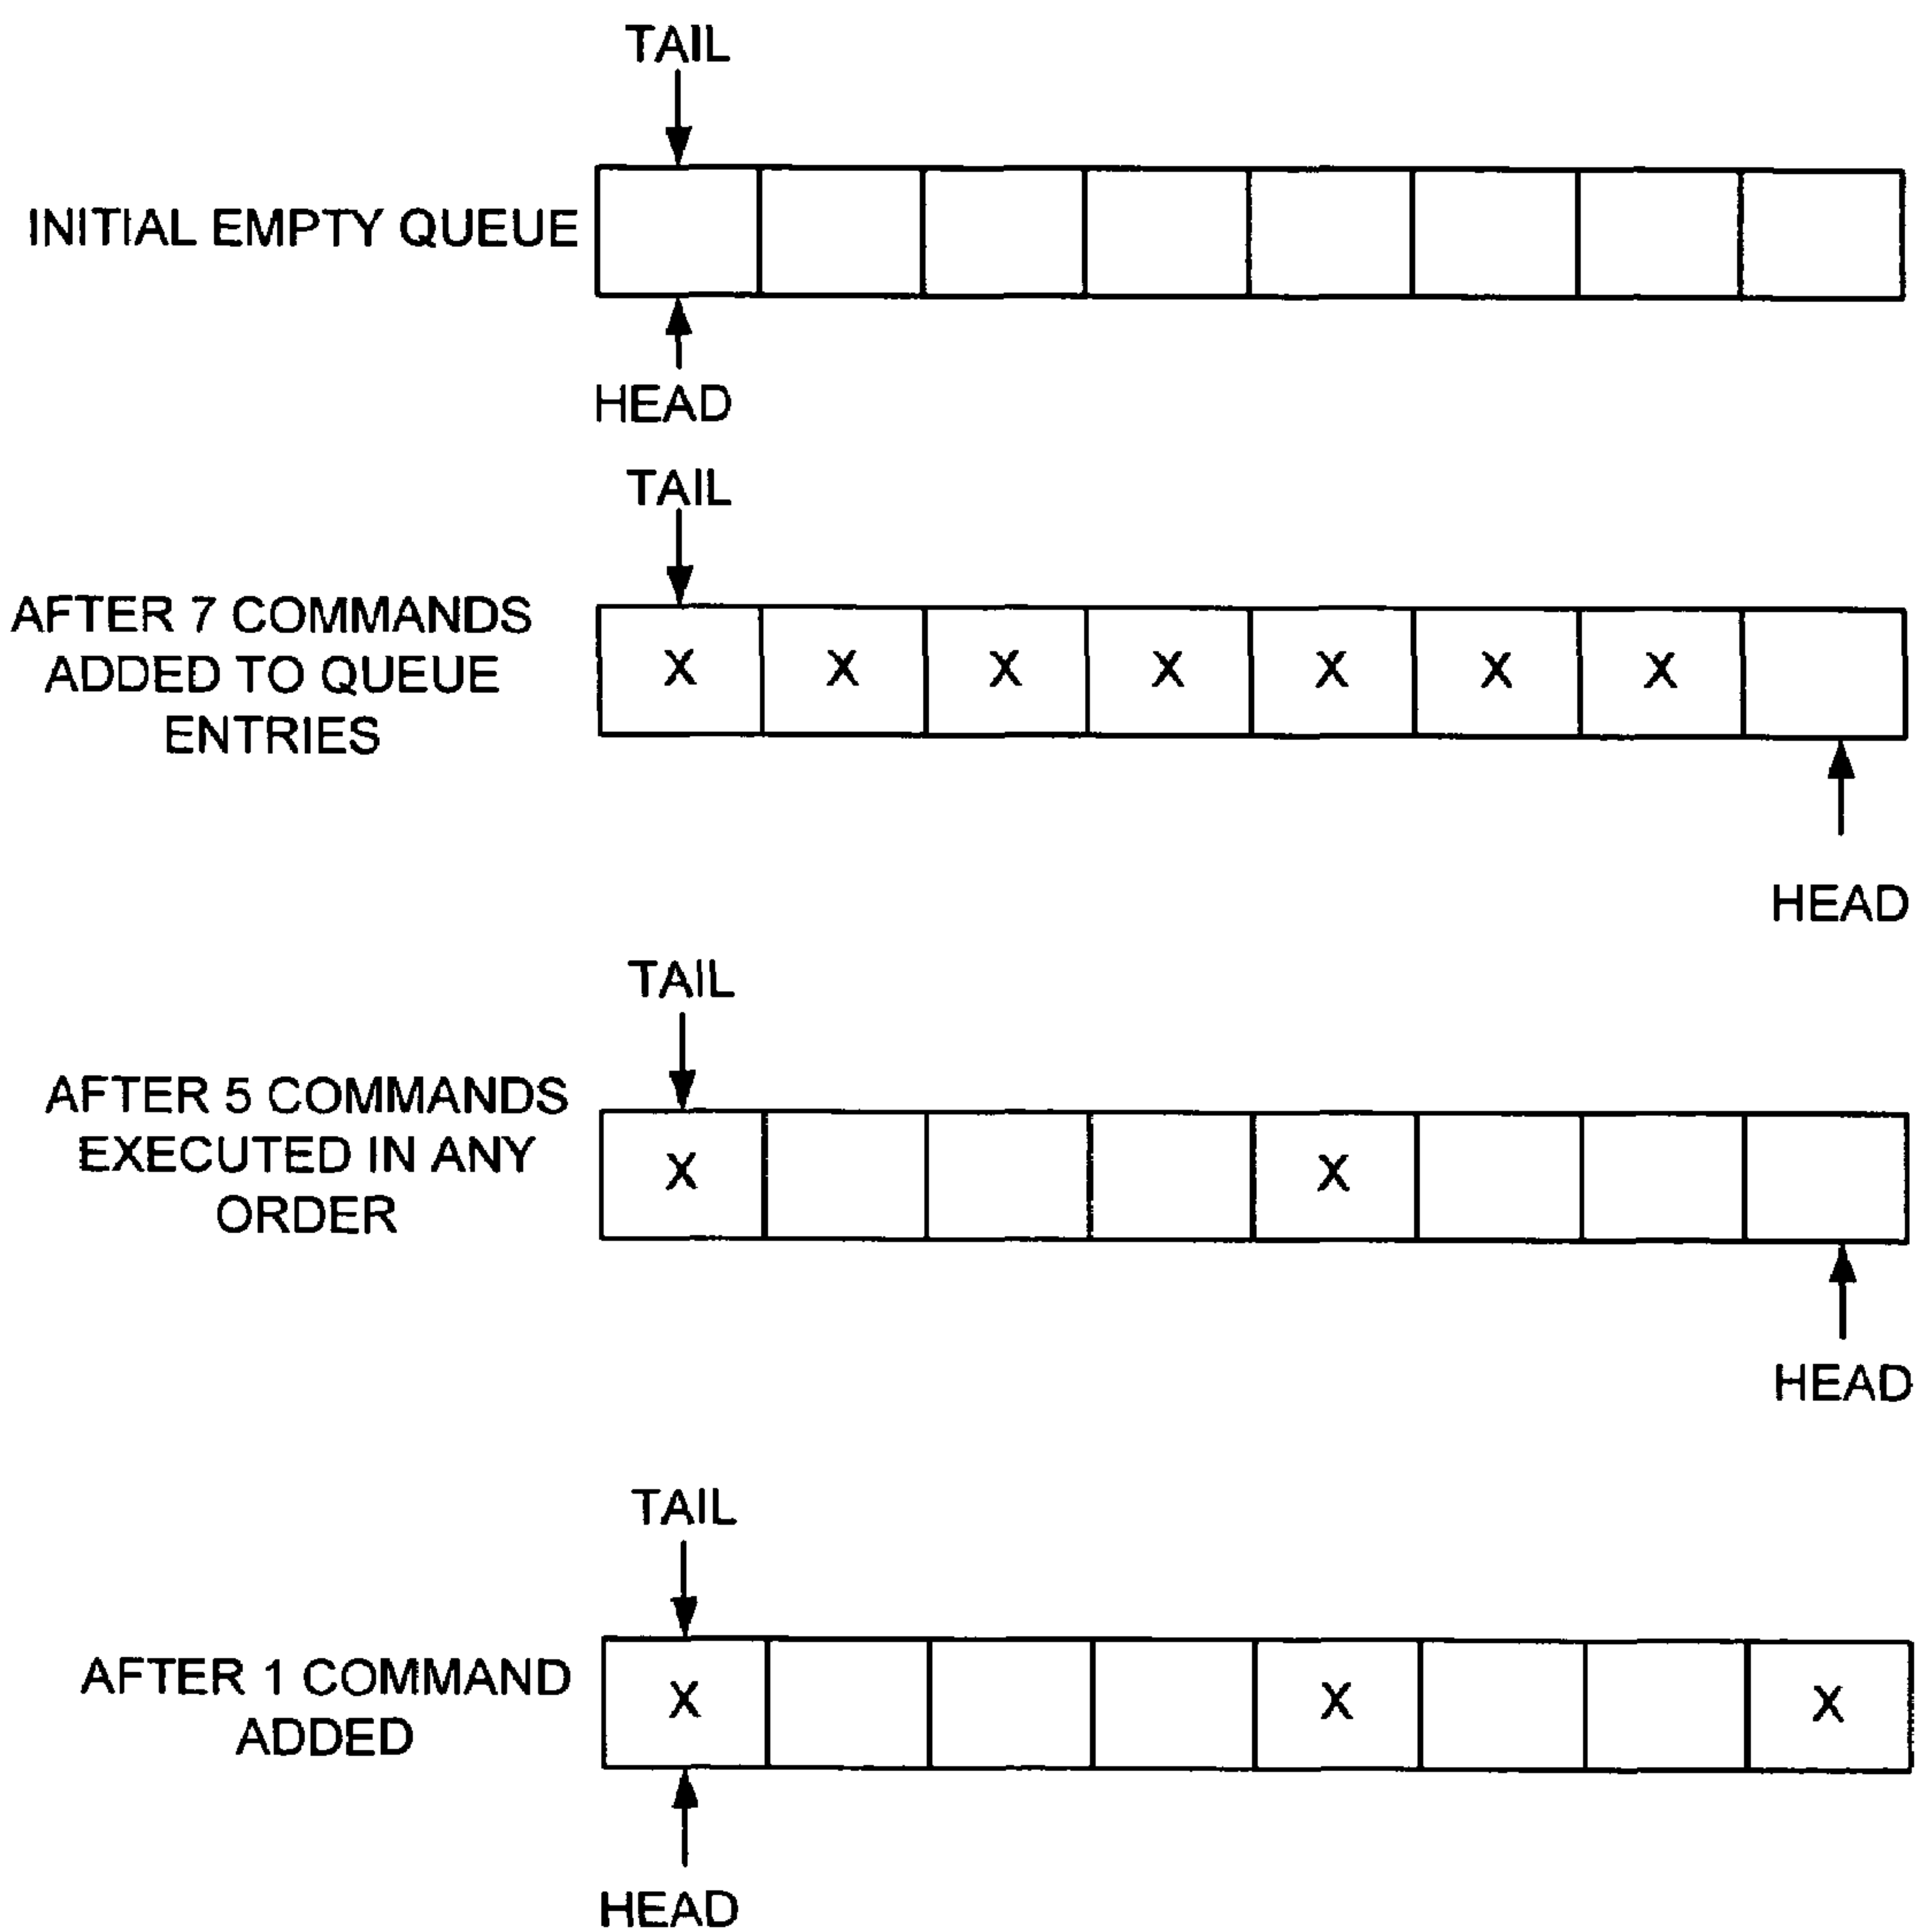 TAIL
INITIAL EMPTY QUEUE
HEAD
TAIL
AFTER 7 COMMANDS
ADDED TO QUEUE
ENTRIES
X X X X X X X
HEAD
TAIL
AFTER 5 COMMANDS
EXECUTED IN ANY
ORDER
X X
HEAD
TAIL
AFTER 1 COMMAND
ADDED
X X X
HEAD